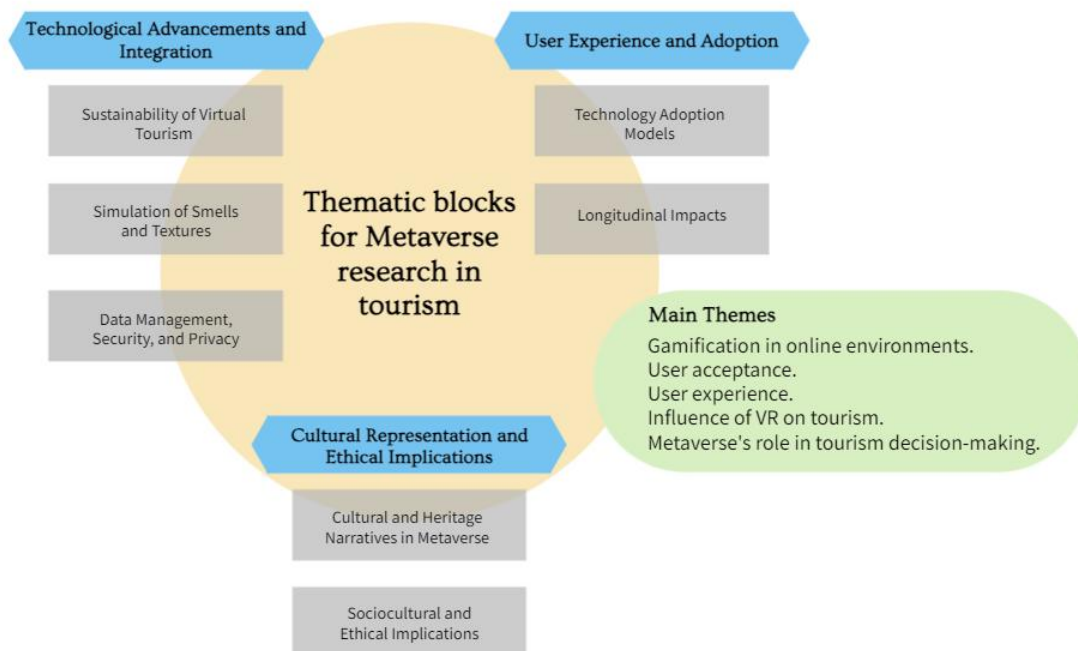 Technological Advancements and
Integration
Sustainability of Virtual
Tourism
Simulation of Smells
and Textures
Data Management,
Security, and Privacy
User Experience and Adoption
Technology Adoption
Models
Longitudinal Impacts
Thematic blocks
for Metaverse
research in
tourism
Main Themes
Gamification in online environments.
User acceptance.
User experience.
Influence of VR on tourism.
Metaverse's role in tourism decision-making.
Cultural Representation and
Ethical Implications
Cultural and Heritage
Narratives in Metaverse
Sociocultural and
Ethical Implications